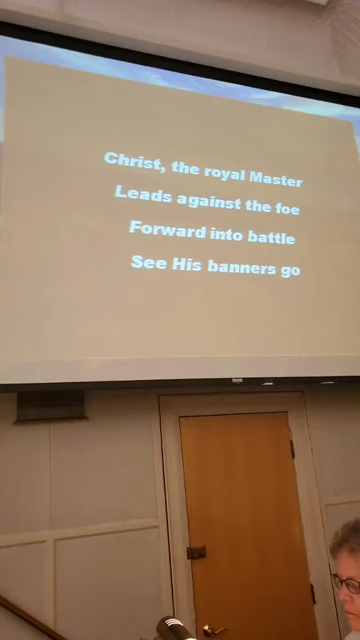 Christ, the royal Master
Leads against the foe
Forward into battle
See His banners go